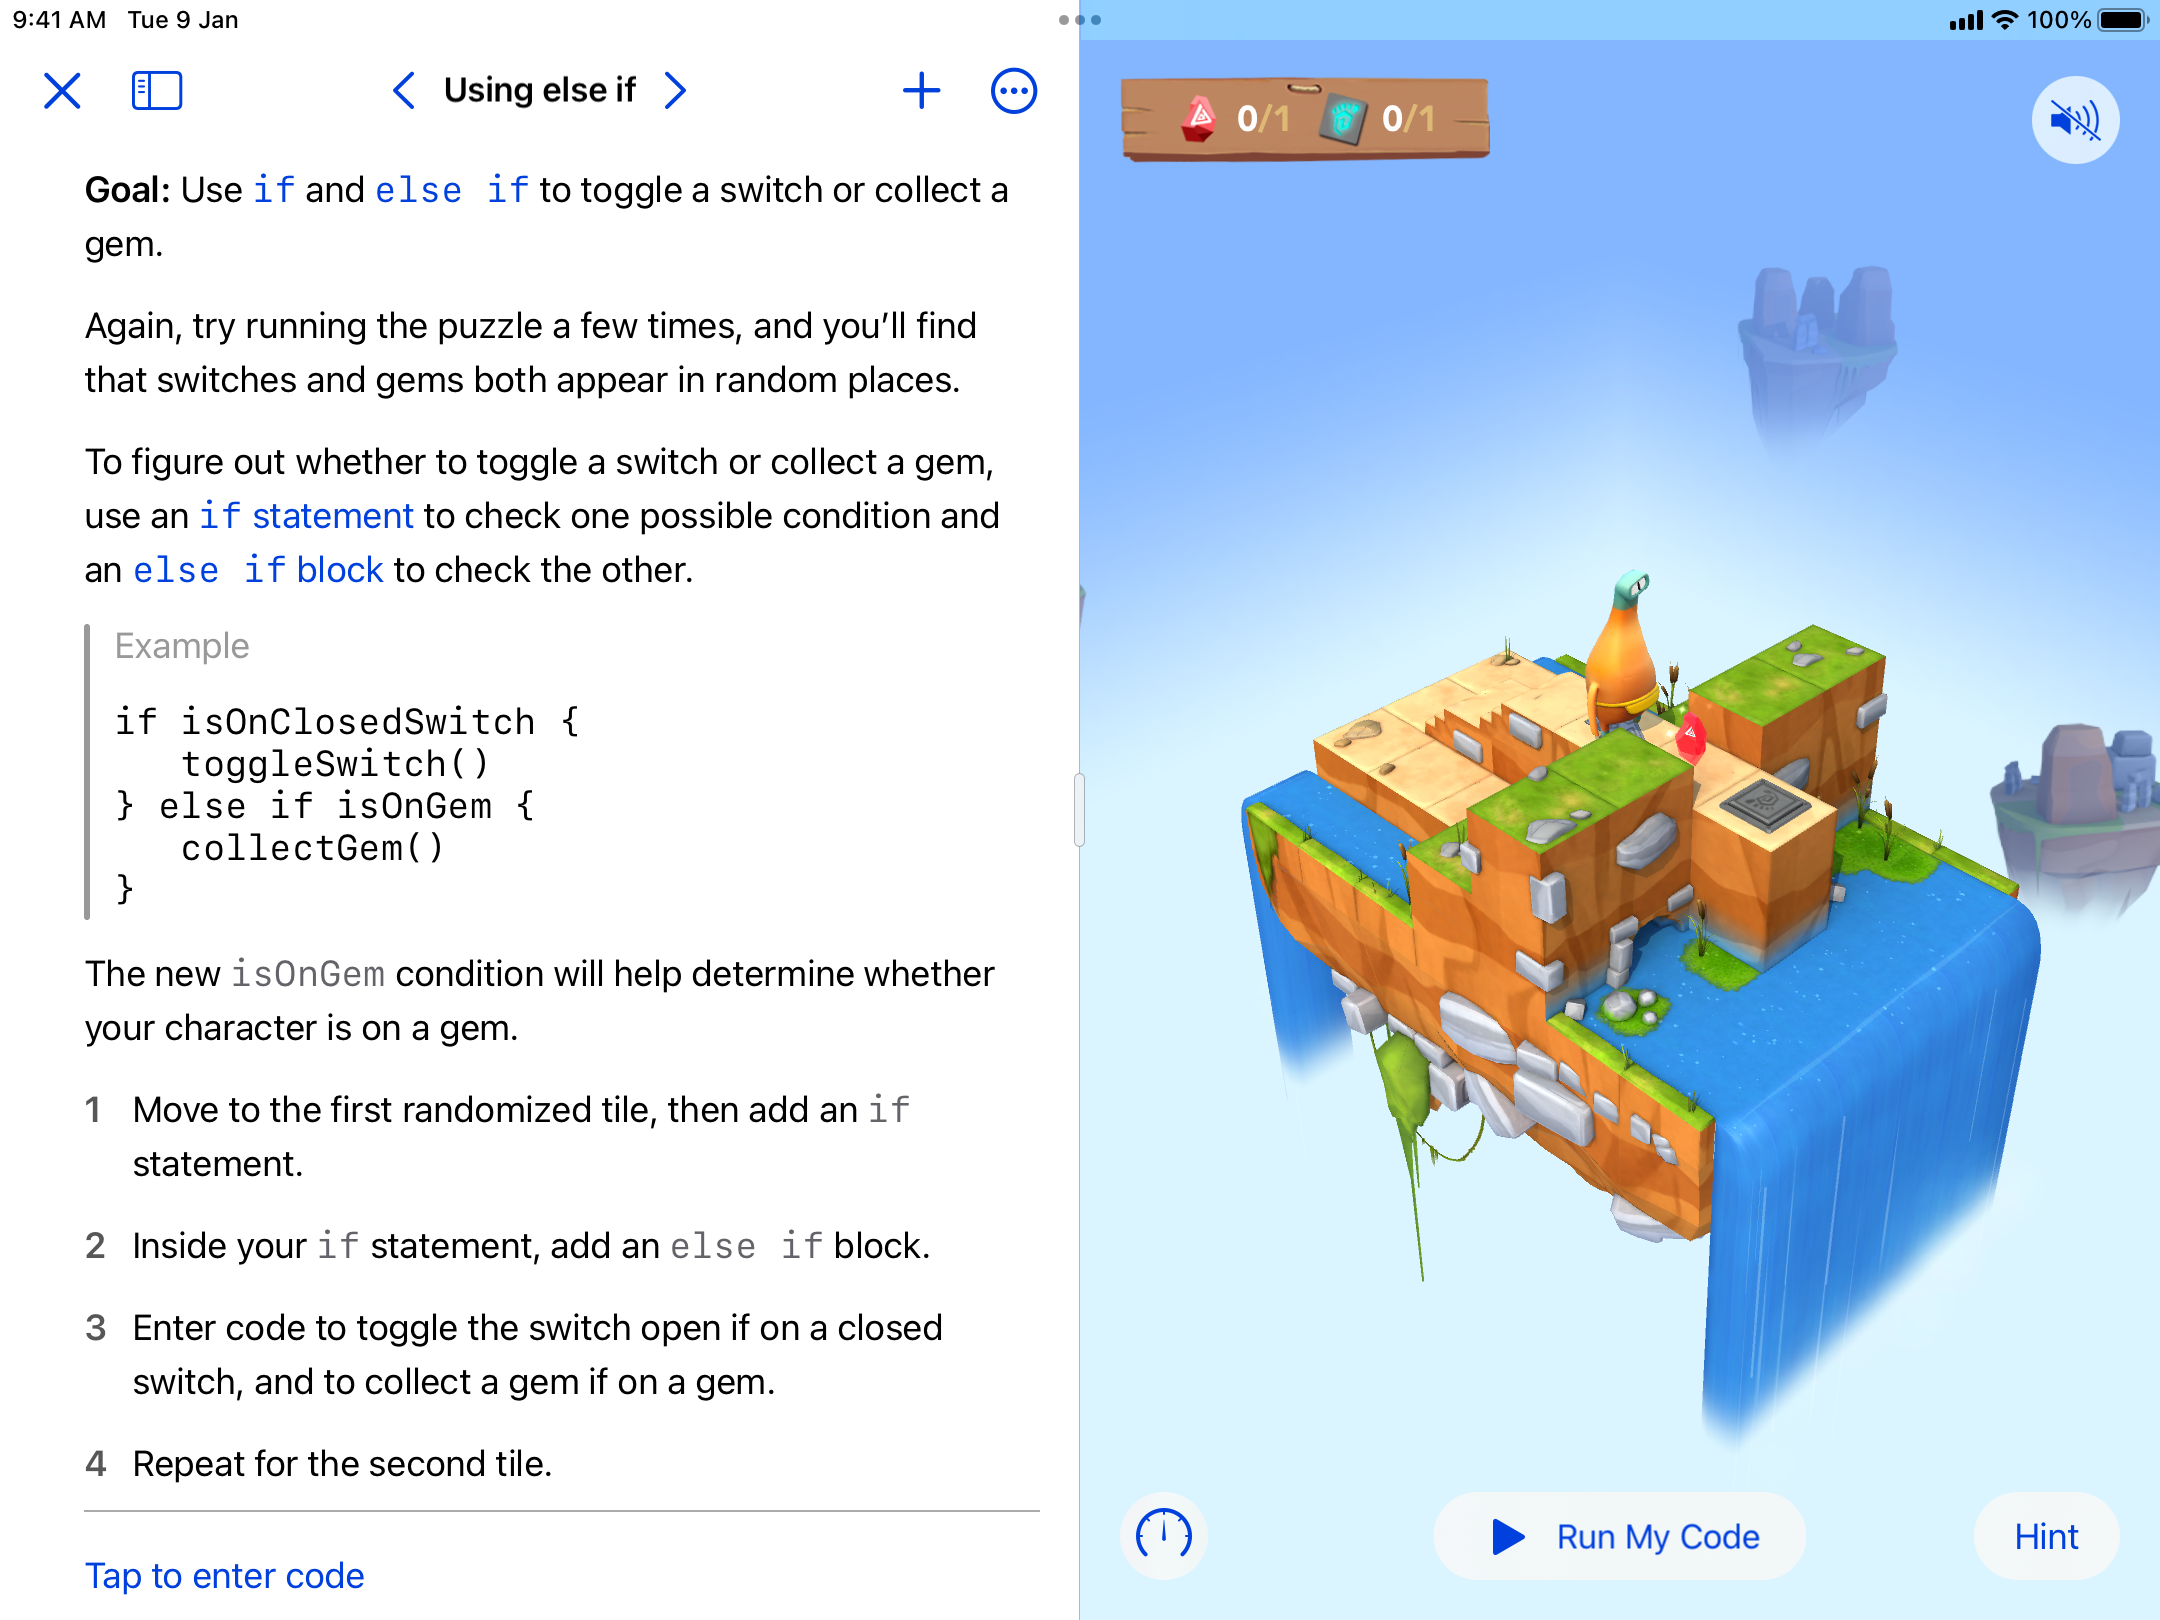 9:41 AM Tue 9 Jan
100%
Using else if
Goal: Use if and else if to toggle a switch or collect a
gem.
Again, try running the puzzle a few times, and you’ll find
that switches and gems both appear in random places.
To figure out whether to toggle a switch or collect a gem,
use an if statement to check one possible condition and
an else if block to check the other.
Example
if isOnClosedSwitch {
   toggleSwitch()
} else if isOnGem {
   collectGem()
}
The new isOnGem condition will help determine whether
your character is on a gem.
1 Move to the first randomized tile, then add an if
statement.
2 Inside your if statement, add an else if block.
3 Enter code to toggle the switch open if on a closed
switch, and to collect a gem if on a gem.
4 Repeat for the second tile.
Tap to enter code
0/1 0/1
Run My Code
Hint